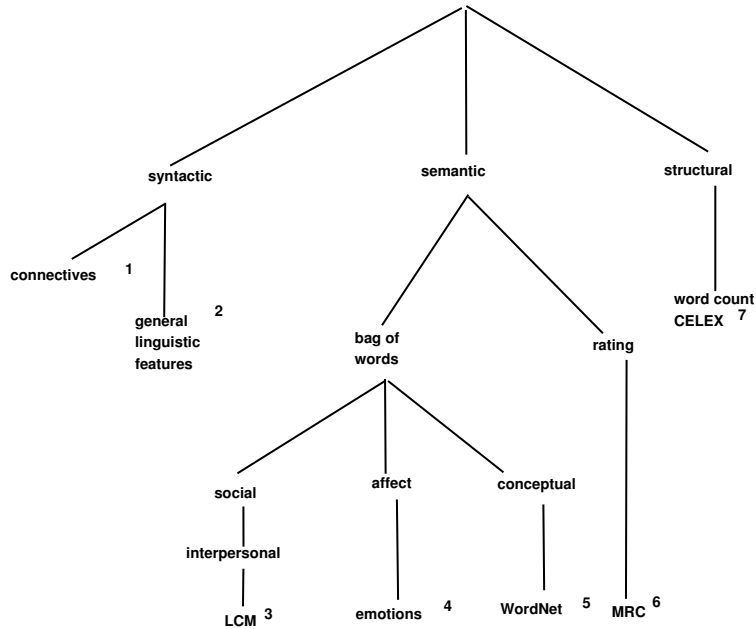 syntactic
semantic
structural
connectives 1
general 2
linguistic
features
word count
CELEX 7
bag of
words
rating
social
affect
conceptual
interpersonal
LCM 3
emotions 4
WordNet 5
MRC 6